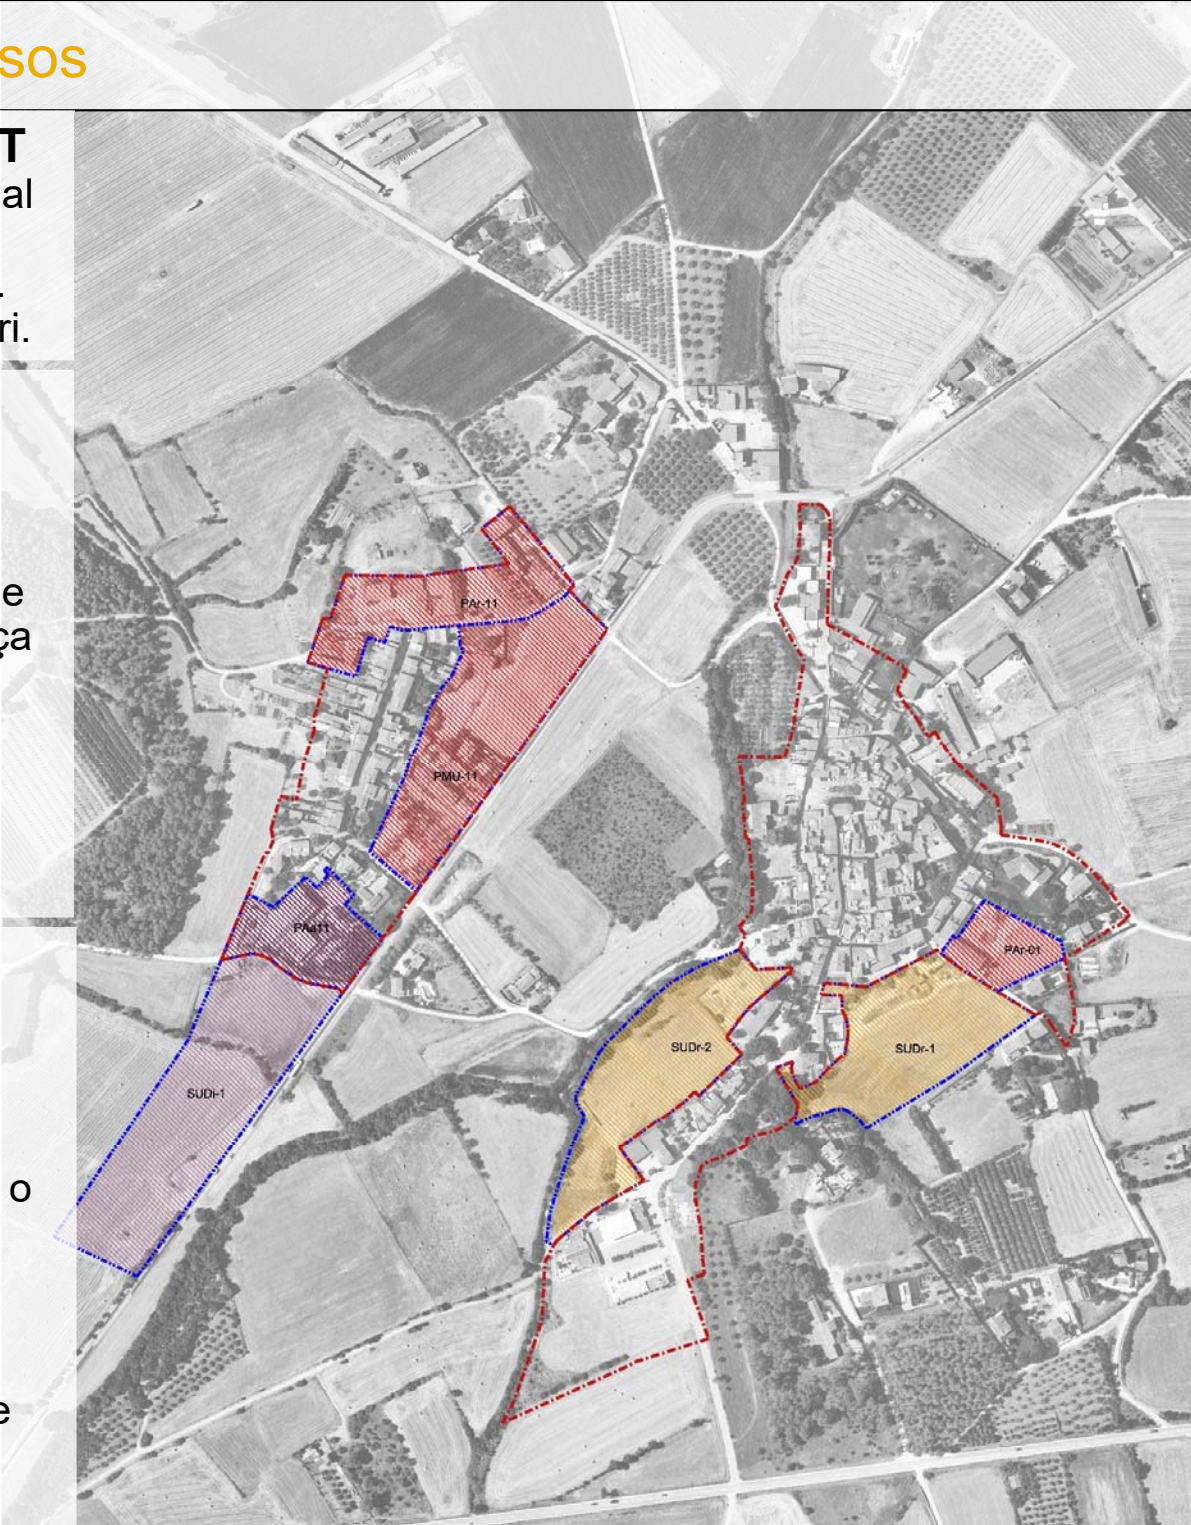 sos
T
al
.
ri.
e
ça
o
e
PAr-11
PMU-11
PAa11
PAr-01
SUDr-2
SUDr-1
SUDi-1